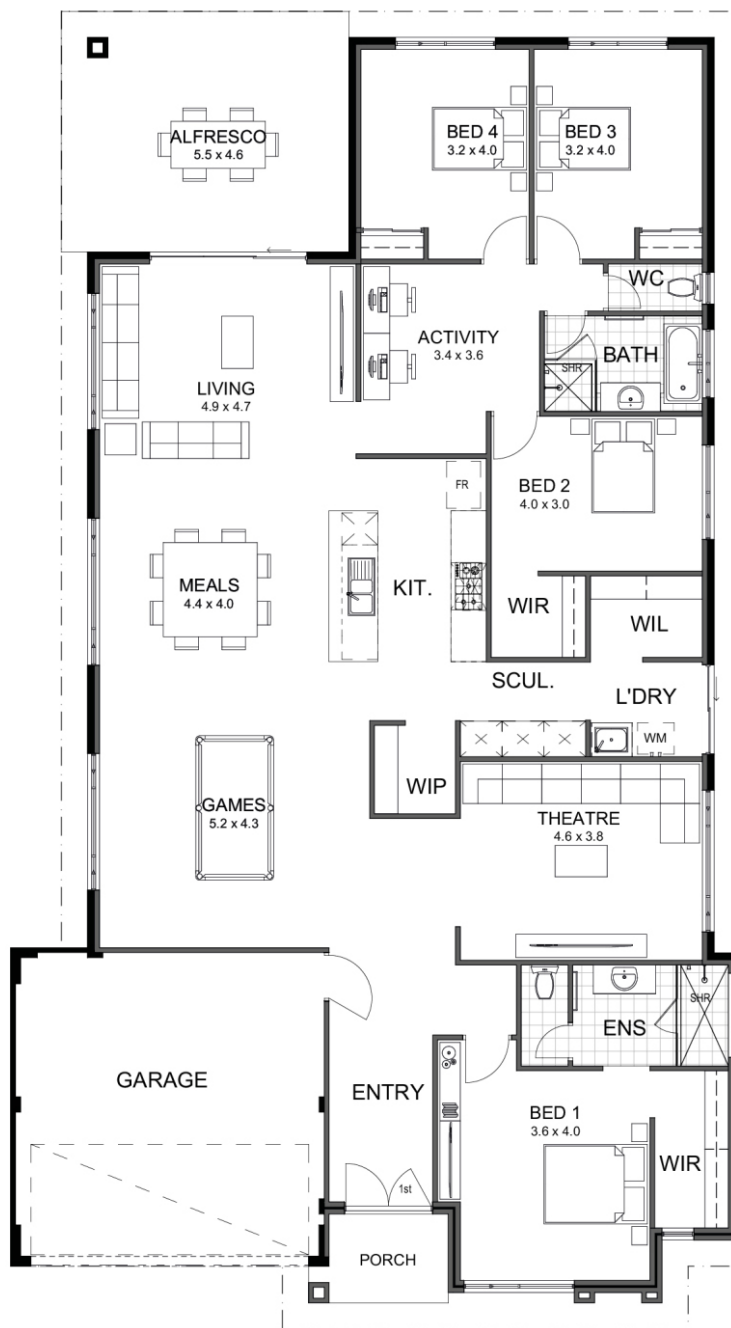 BED 4
3.2 x 4.0
BED 3
3.2 x 4.0
ALFRESCO
5.5 x 4.6
WC
ACTIVITY
3.4 x 3.6
BATH
SHR
LIVING
4.9 x 4.7
FR
BED 2
4.0 x 3.0
MEALS
4.4 x 4.0
KIT.
WIR
WIL
SCUL.
L'DRY
WM
WIP
GAMES
5.2 x 4.3
THEATRE
4.6 x 3.8
SHR
ENS
GARAGE
ENTRY
BED 1
3.6 x 4.0
WIR
1st
PORCH